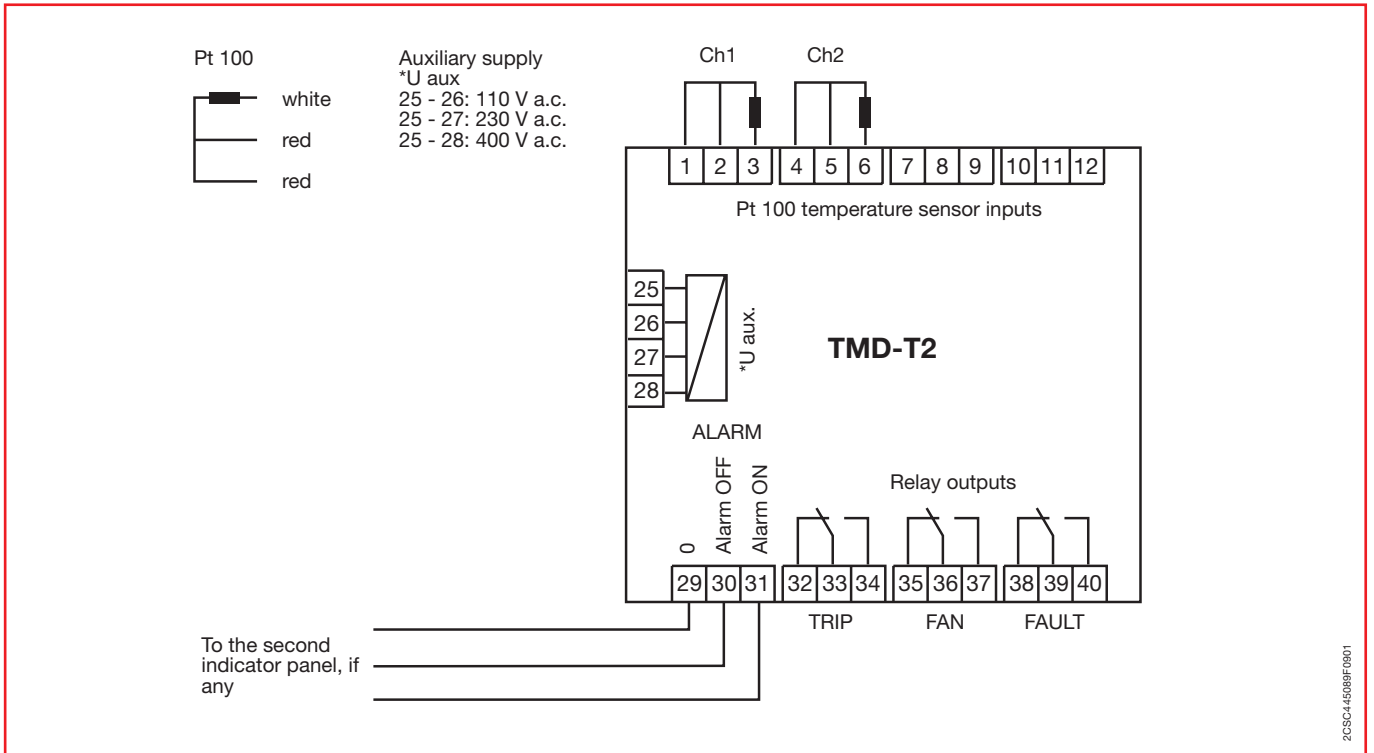 Pt 100
white
red
red
Auxiliary supply
*U aux
25 - 26: 110 V a.c.
25 - 27: 230 V a.c.
25 - 28: 400 V a.c.
Ch1
Ch2
1 2 3 4 5 6 7 8 9 10 11 12
Pt 100 temperature sensor inputs
25
26
27
28
*U aux.
TMD-T2
ALARM
0
Alarm OFF
Alarm ON
Relay outputs
29 30 31 32 33 34 35 36 37 38 39 40
TRIP
FAN
FAULT
To the second
indicator panel, if
any
2CSC445089F0901